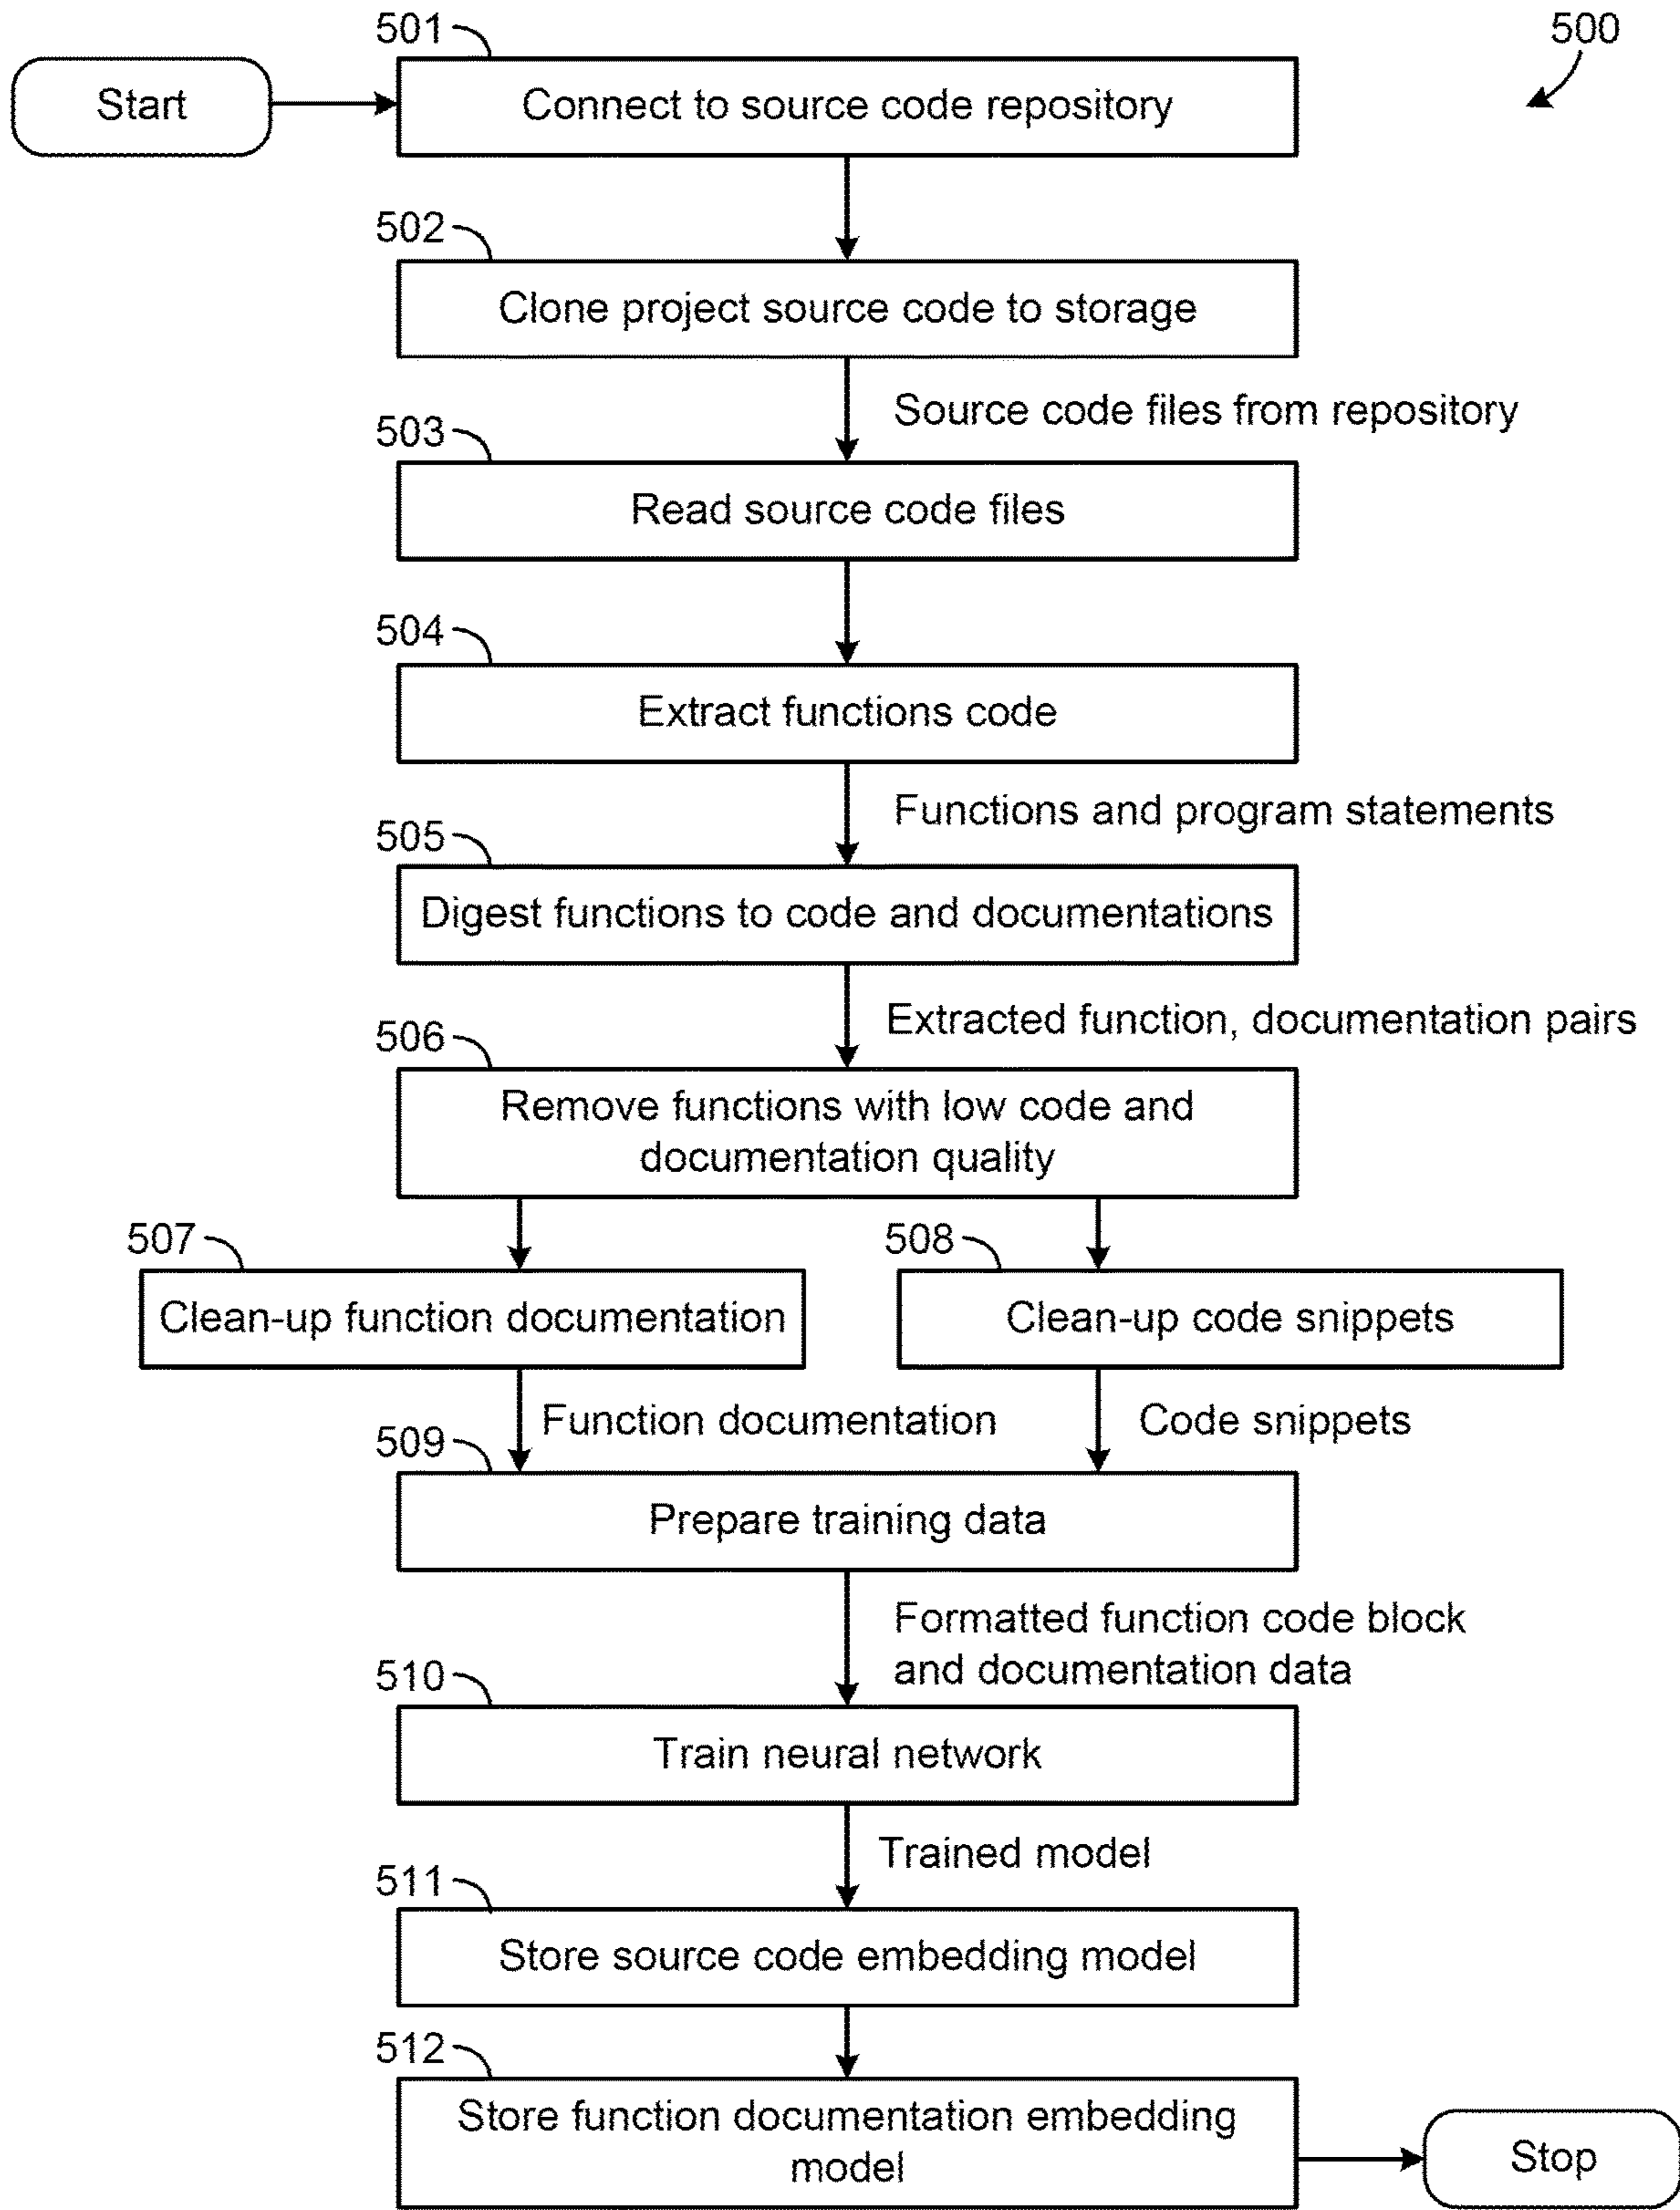 501
500
Start
Connect to source code repository
502
Clone project source code to storage
Source code files from repository
503
Read source code files
504
Extract functions code
Functions and program statements
505
Digest functions to code and documentations
Extracted function, documentation pairs
506
Remove functions with low code and
documentation quality
507
508
Clean-up function documentation
Clean-up code snippets
Function documentation
Code snippets
509
Prepare training data
Formatted function code block
and documentation data
510
Train neural network
Trained model
511
Store source code embedding model
512
Store function documentation embedding
model
Stop